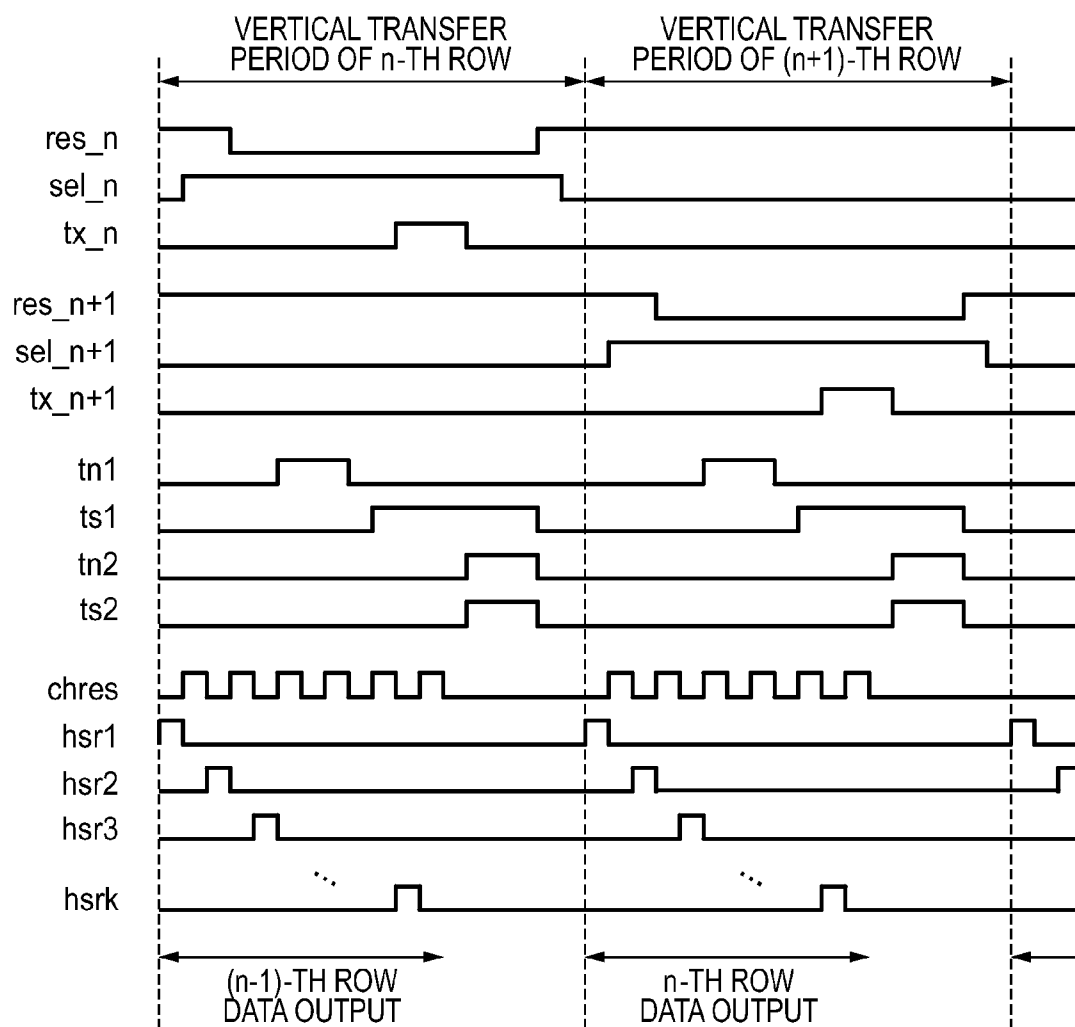 VERTICAL TRANSFER
PERIOD OF n-TH ROW
VERTICAL TRANSFER
PERIOD OF (n+1)-TH ROW
res_n
sel_n
tx_n
res_n+1
sel_n+1
tx_n+1
tn1
ts1
tn2
ts2
chres
hsr1
hsr2
hsr3
hsrk
(n-1)-TH ROW
DATA OUTPUT
n-TH ROW
DATA OUTPUT